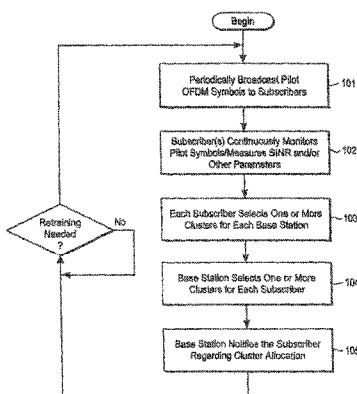 Begin
Periodically Broadcast Pilot
OFDM Symbols to Subscribers
101
Subscriber(s) Continuously Monitors
Pilot Symbols/Measures SINR and/or
Other Parameters
102
Each Subscriber Selects One or More
Clusters for Each Base Station
103
Retraining
Needed
?
No
Base Station Selects One or More
Clusters for Each Subscriber
104
Base Station Notifies the Subscriber
Regarding Cluster Allocation
105